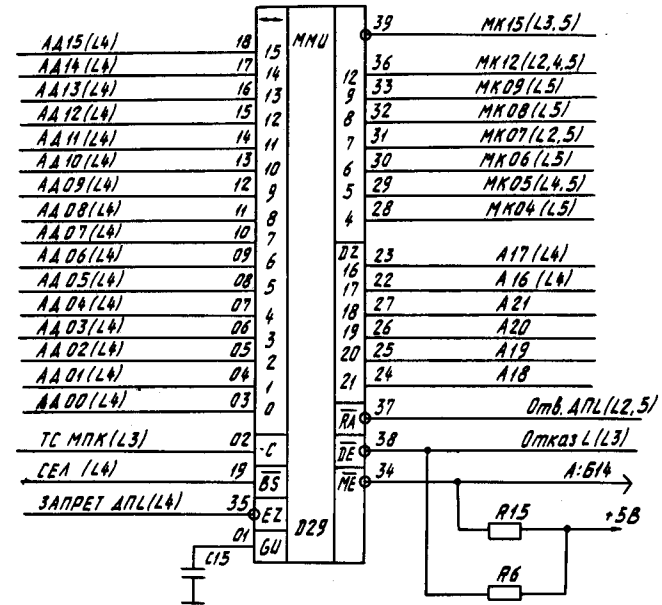 MMU
39 МК15(L3,5)
АД15(L4) 18 15
АД14(L4) 17 14 12 36 МК12(L2,4,5)
АД13(L4) 16 13 9 33 МК09(L5)
АД12(L4) 15 12 8 32 МК08(L5)
АД11(L4) 14 11 7 31 МК07(L2,5)
АД10(L4) 13 10 6 30 МК06(L5)
АД09(L4) 12 9 5 29 МК05(L4,5)
АД08(L4) 11 8 4 28 МК04(L5)
АД07(L4) 10 7
АД06(L4) 09 6 DZ 16 23 А17(L4)
АД05(L4) 08 5 17 22 А16(L4)
АД04(L4) 07 4 18 27 А21
АД03(L4) 06 3 19 26 А20
АД02(L4) 05 2 20 25 А19
АД01(L4) 04 1 21 24 А18
АД00(L4) 03 0 RA 37 Отв. ДПL(L2,5)
ТС МПК(L3) 02 -C DE 38 Отказ L(L3)
СЕЛ (L4) 19 BS ME 34 А:Б14
ЗАПРЕТ ДПL(L4) 35 EZ D29 R15 +5В
01 GU
C15
R6